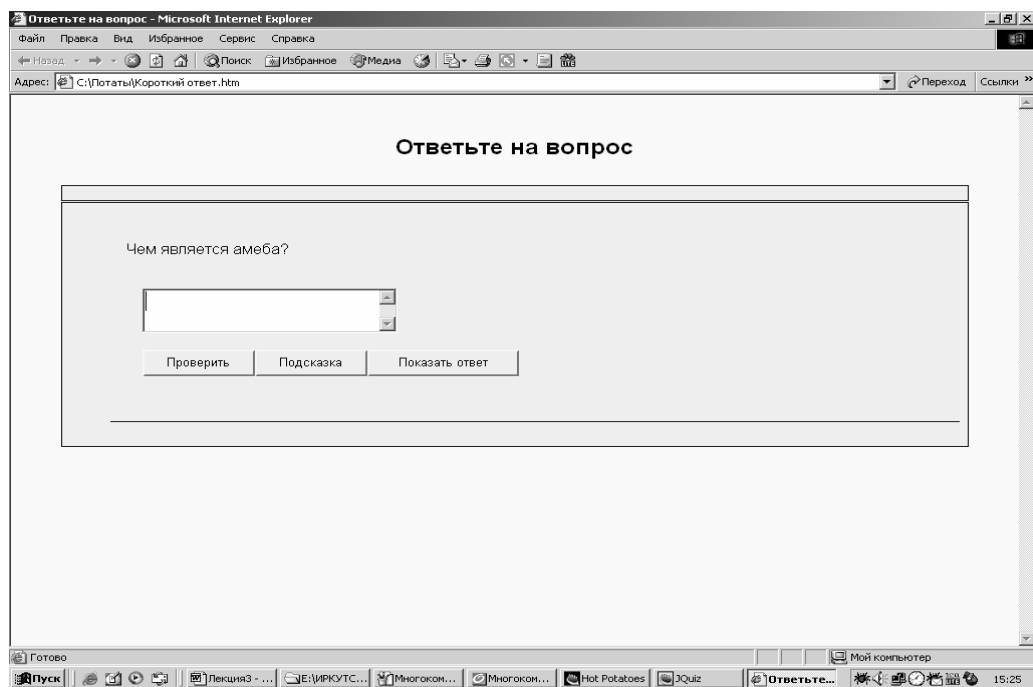 Ответьте на вопрос - Microsoft Internet Explorer
Файл Правка Вид Избранное Сервис Справка
Назад Поиск Избранное Медиа
Адрес: C:\Потаты\Короткий ответ.htm Переход Ссылки »
Ответьте на вопрос
Чем является амеба?
Проверить Подсказка Показать ответ
Готово Мой компьютер
Пуск Лекция3 - ... E:\ИРКУТС... Многоком... Многоком... Hot Potatoes JQuiz Ответьте... 15:25